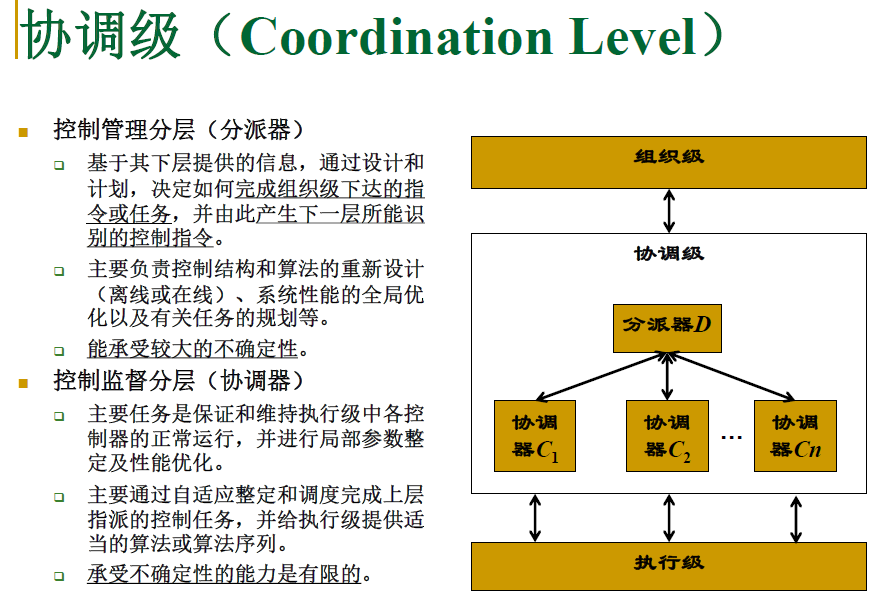 协调级（Coordination Level）
控制管理分层（分派器）
基于其下层提供的信息，通过设计和
计划，决定如何完成组织级下达的指
令或任务，并由此产生下一层所能识
别的控制指令。
主要负责控制结构和算法的重新设计
（离线或在线）、系统性能的全局优
化以及有关任务的规划等。
能承受较大的不确定性。
控制监督分层（协调器）
主要任务是保证和维持执行级中各控
制器的正常运行，并进行局部参数整
定及性能优化。
主要通过自适应整定和调度完成上层
指派的控制任务，并给执行级提供适
当的算法或算法序列。
承受不确定性的能力是有限的。
组织级
协调级
分派器D
协调
器C1
协调
器C2
…
协调
器Cn
执行级